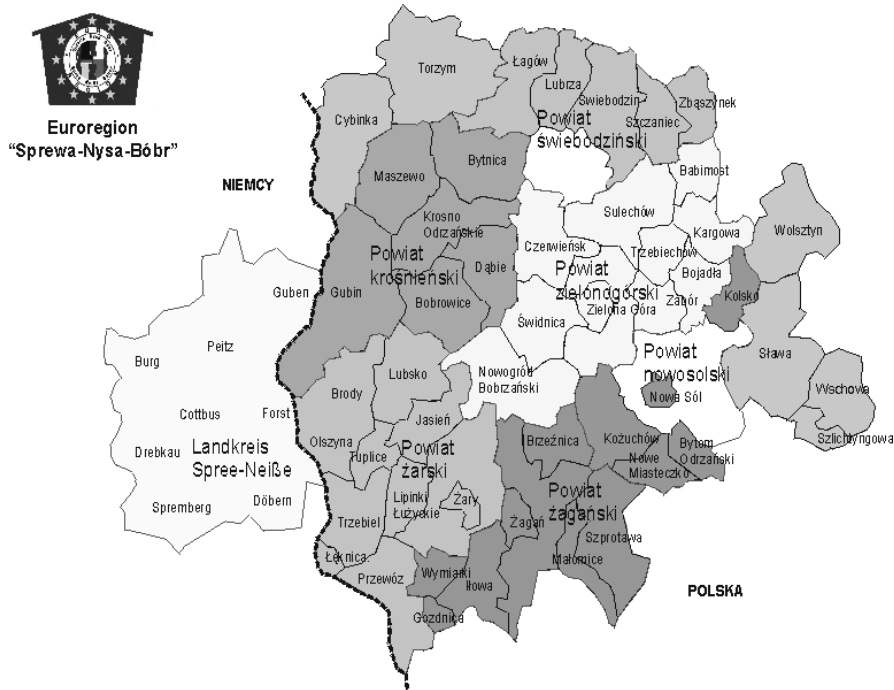 Euroregion
“Sprewa-Nysa-Bóbr”
NIEMCY
POLSKA
Torzym
Łagów
Lubrza
Swiebodzin
Zbąszynek
Szczaniec
Cybinka
Powiat
świebodziński
Babimost
Maszewo
Bytnica
Sulechów
Kargowa
Wolsztyn
Krosno
Odrzańskie
Czerwieńsk
Trzebiechów
Powiat
krośnieński
Dąbie
Powiat
zielonogórski
Bojadła
Kolsko
Guben
Gubin
Bobrowice
Zabór
Zielona Góra
Świdnica
Peitz
Burg
Powiat
nowosolski
Sława
Lubsko
Nowogród
Bobrzański
Brody
Nowa Sól
Wschowa
Cottbus
Forst
Jasień
Szlichtyngowa
Drebkau
Landkreis
Spree-Neiße
Olszyna
Tuplice
Powiat
żarski
Brzeźnica
Kożuchów
Bytom
Odrzański
Nowe
Miasteczko
Spremberg
Döbern
Lipinki
Łużyckie
Żary
Powiat
żagański
Trzebiel
Żagań
Szprotawa
Łęknica
Przewóz
Wymiarki
Iłowa
Małomice
Gozdnica